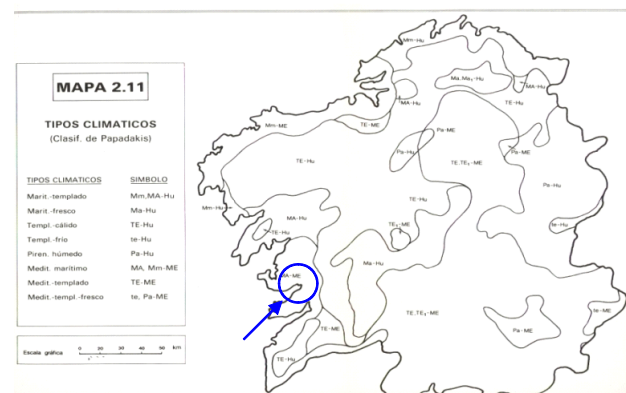 MAPA 2.11
TIPOS CLIMATICOS
(Clasif. de Papadakis)
TIPOS CLIMATICOS SIMBOLO
Marit.-templado Mm,MA-Hu
Marit.-fresco Ma-Hu
Templ.-cálido TE-Hu
Templ.-frío te-Hu
Piren. húmedo Pa-Hu
Medit. marítimo MA, Mm-ME
Medit.-templado TE-ME
Medit.-templ.-fresco te, Pa-ME
Escala gráfica 0 20 40 60 km
Mm-Hu
Ma,Ma₁-Hu
MA-Hu
MA-Hu
TE-Hu
Mm-ME
TE-ME
Pa-ME
Pa-Hu
Pa-ME
TE-Hu
TE,TE₁-ME
Pa-Hu
Mm-Hu
TE-Hu
MA-Hu
TE₁-ME
te-Hu
TE-Hu
Ma-Hu
MA-ME
TE,TE₁-ME
te-ME
TE-ME
Pa-ME
TE-Hu